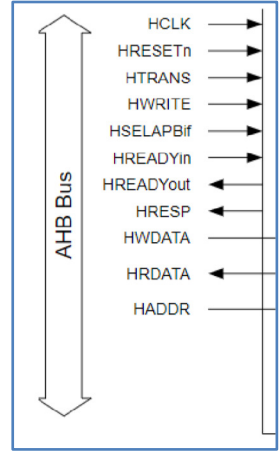 HCLK
HRESETn
HTRANS
HWRITE
HSELAPBif
HREADYin
HREADYout
HRESP
HWDATA
HRDATA
HADDR
AHB Bus